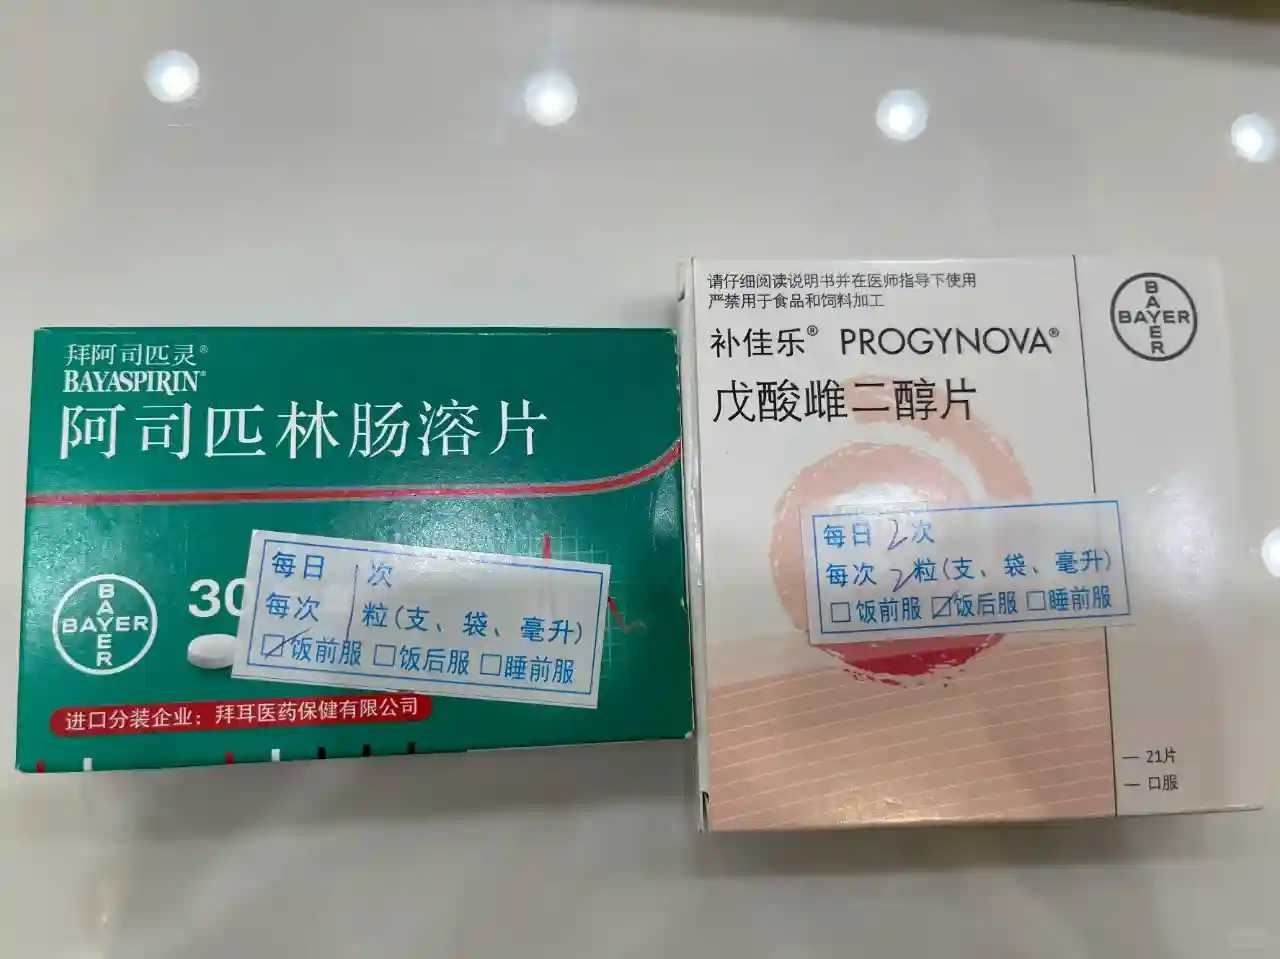 拜阿司匹灵®
BAYASPIRIN®
阿司匹林肠溶片
BAYER
BAYER
30
每日 1 次
每次 1 粒(支、袋、毫升)
☑饭前服 □饭后服 □睡前服
进口分装企业：拜耳医药保健有限公司
请仔细阅读说明书并在医师指导下使用
严禁用于食品和饲料加工
补佳乐® PROGYNOVA®
戊酸雌二醇片
BAYER
BAYER
每日 2 次
每次 2 粒(支、袋、毫升)
□饭前服 ☑饭后服 □睡前服
— 21片
— 口服